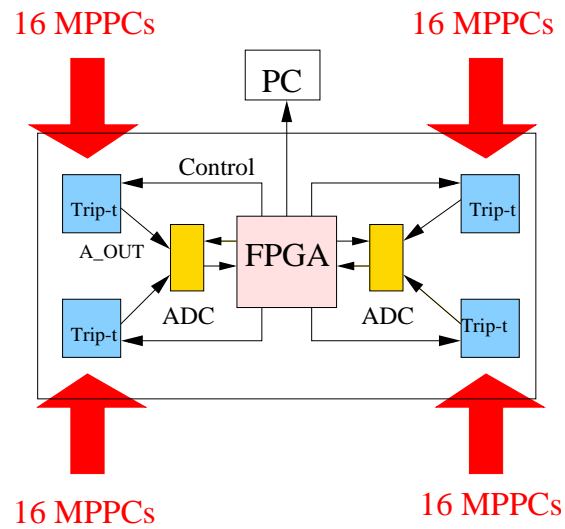 16 MPPCs
16 MPPCs
PC
Control
Trip-t
Trip-t
A_OUT
FPGA
ADC
ADC
Trip-t
Trip-t
16 MPPCs
16 MPPCs